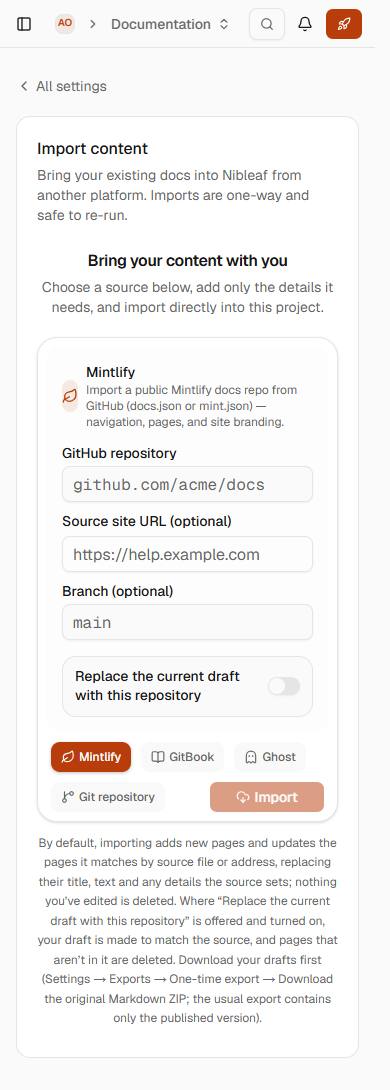 AO
Documentation
All settings
Import content
Bring your existing docs into Nibleaf from
another platform. Imports are one-way and
safe to re-run.
Bring your content with you
Choose a source below, add only the details it
needs, and import directly into this project.
Mintlify
Import a public Mintlify docs repo from
GitHub (docs.json or mint.json) —
navigation, pages, and site branding.
GitHub repository
github.com/acme/docs
Source site URL (optional)
https://help.example.com
Branch (optional)
main
Replace the current draft
with this repository
Mintlify
GitBook
Ghost
Git repository
Import
By default, importing adds new pages and updates the
pages it matches by source file or address, replacing
their title, text and any details the source sets; nothing
you've edited is deleted. Where “Replace the current
draft with this repository” is offered and turned on,
your draft is made to match the source, and pages that
aren't in it are deleted. Download your drafts first
(Settings → Exports → One-time export → Download
the original Markdown ZIP; the usual export contains
only the published version).